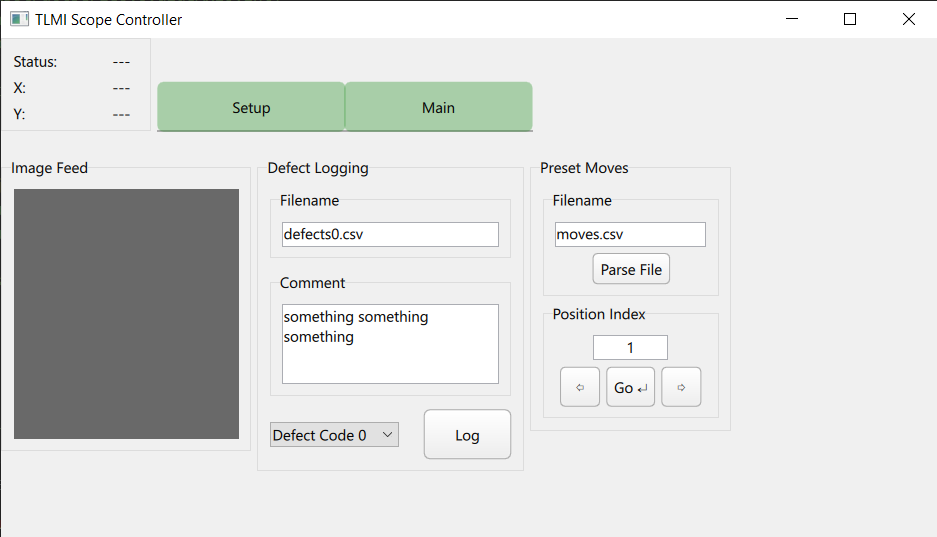 TLMI Scope Controller
Status: ---
X: ---
Y: ---
Setup Main
Image Feed
Defect Logging
Filename
defects0.csv
Comment
something something
something
Defect Code 0
Log
Preset Moves
Filename
moves.csv
Parse File
Position Index
1
⇦ Go ↵ ⇨